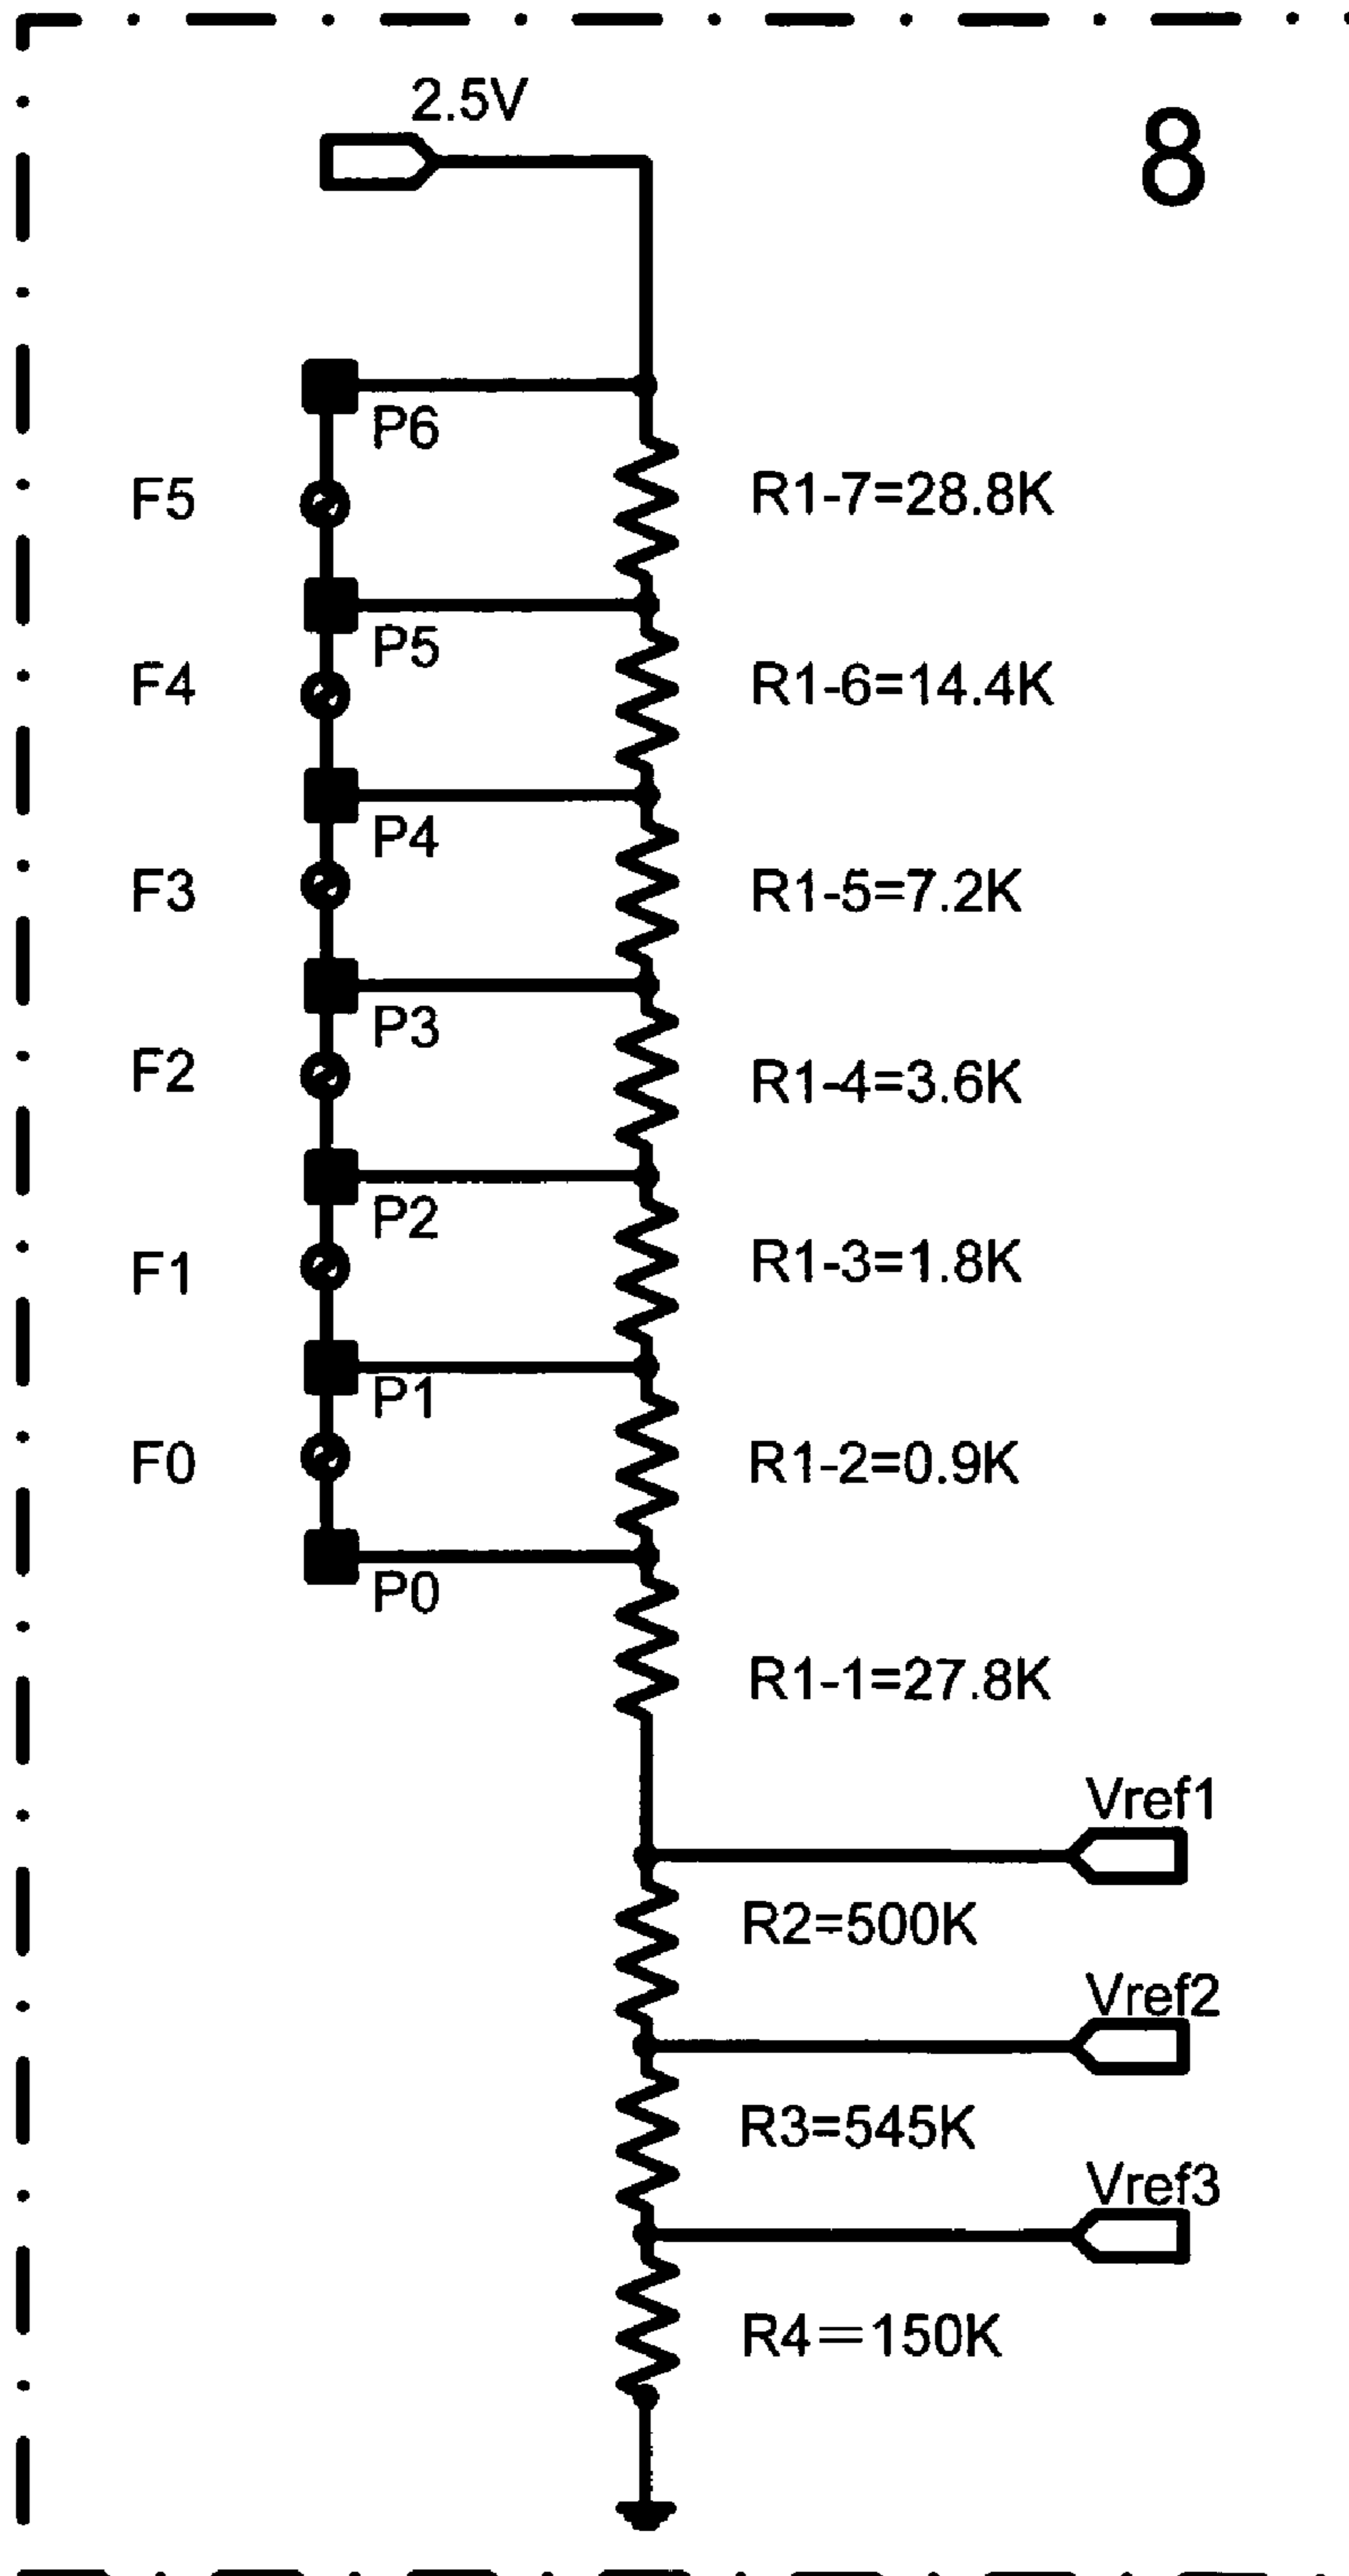 2.5V
8
P6
F5
R1-7=28.8K
P5
F4
R1-6=14.4K
P4
F3
R1-5=7.2K
P3
F2
R1-4=3.6K
P2
F1
R1-3=1.8K
P1
F0
R1-2=0.9K
P0
R1-1=27.8K
Vref1
R2=500K
Vref2
R3=545K
Vref3
R4=150K